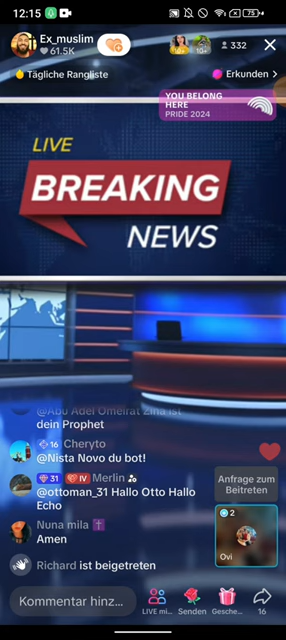 12:15
75
Ex_muslim
61.5K
10+
332
Tägliche Rangliste
Erkunden >
YOU BELONG
HERE
PRIDE 2024
LIVE
BREAKING
NEWS
@Abu Adel Omeirat Zina ist
dein Prophet
16 Cheryto
@Nista Novo du bot!
31 IV Merlin
@ottoman_31 Hallo Otto Hallo
Echo
Nuna mila
Amen
Richard ist beigetreten
Anfrage zum
Beitreten
2
Ovi
Kommentar hinz...
LIVE mi...
Senden
Gesche...
16